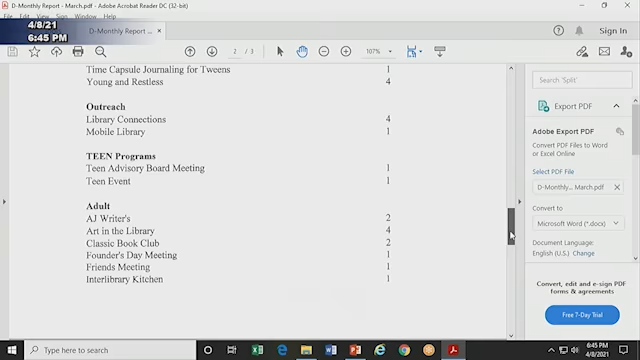 D-Monthly Report - March.pdf - Adobe Acrobat Reader DC (32-bit)
File Edit View Sign Window Help
4/8/21
6:45 PM
D-Monthly Report ... ×
Sign In
2 / 3
107%
Time Capsule Journaling for Tweens 1
Young and Restless 4
Outreach
Library Connections 4
Mobile Library 1
TEEN Programs
Teen Advisory Board Meeting 1
Teen Event 1
Adult
AJ Writer's 2
Art in the Library 4
Classic Book Club 2
Founder's Day Meeting 1
Friends Meeting 1
Interlibrary Kitchen 1
Search 'Split'
Export PDF
Adobe Export PDF
Convert PDF Files to Word
or Excel Online
Select PDF File
D-Monthly... March.pdf ×
Convert to
Microsoft Word (*.docx)
Document Language:
English (U.S.) Change
Convert, edit and e-sign PDF
forms & agreements
Free 7-Day Trial
Type here to search
6:45 PM
4/8/2021